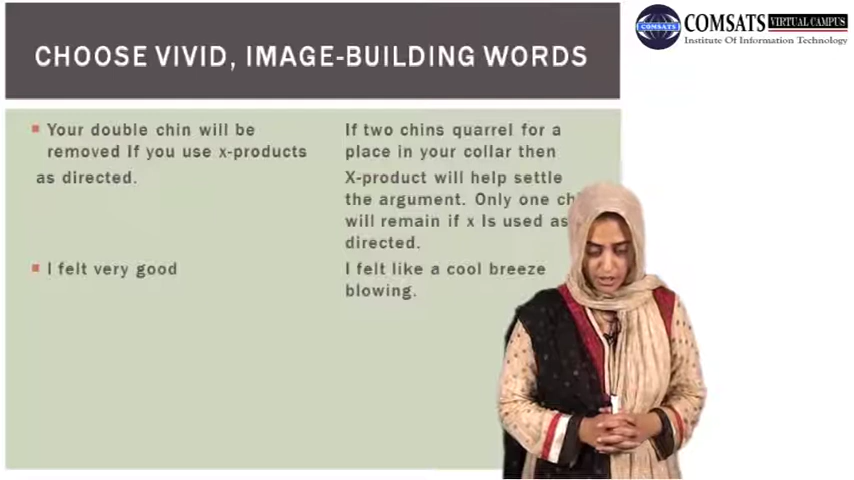 COMSATS VIRTUAL CAMPUS
Institute Of Information Technology
CHOOSE VIVID, IMAGE-BUILDING WORDS
Your double chin will be
removed If you use x-products
as directed.
If two chins quarrel for a
place in your collar then
X-product will help settle
the argument. Only one
will remain if x Is used as
directed.
I felt very good
I felt like a cool breeze
blowing.